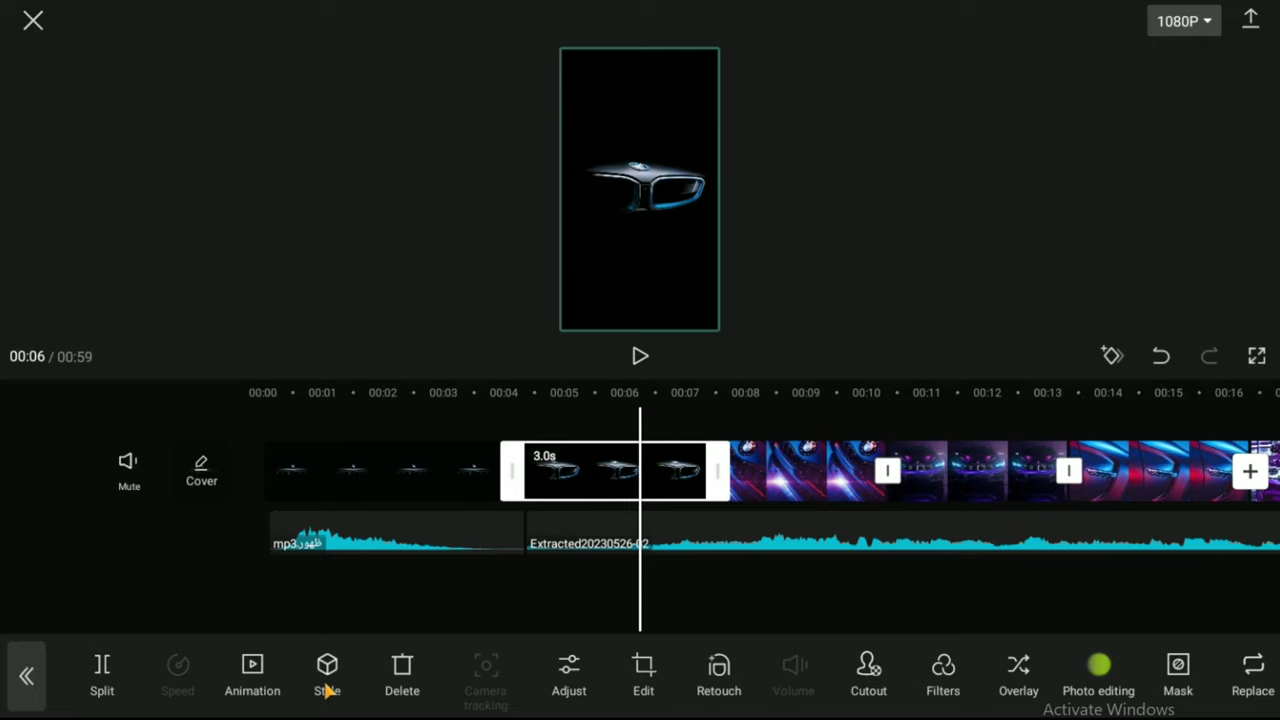 1080P
00:06 / 00:59
00:00 00:01 00:02 00:03 00:04 00:05 00:06 00:07 00:08 00:09 00:10 00:11 00:12 00:13 00:14 00:15 00:16
Mute
Cover
3.0s
ظهور.mp3
Extracted20230526-02
Split
Speed
Animation
Style
Delete
Camera
tracking
Adjust
Edit
Retouch
Volume
Cutout
Filters
Overlay
Photo editing
Mask
Replace
Activate Windows